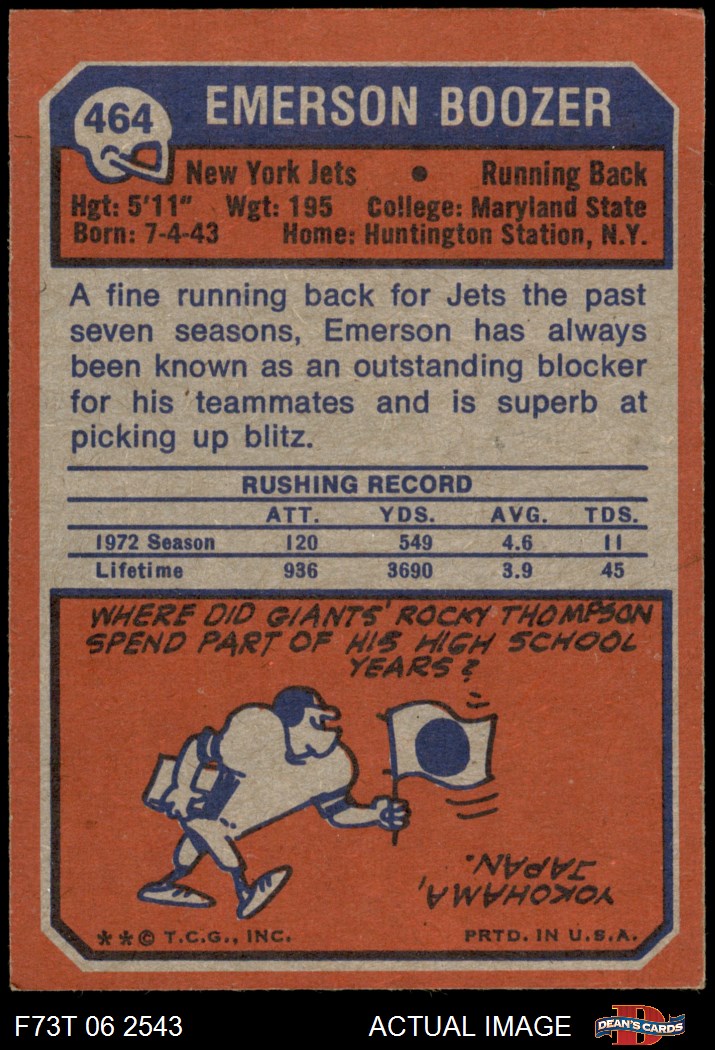 464
EMERSON BOOZER
New York Jets • Running Back
Hgt: 5'11" Wgt: 195 College: Maryland State
Born: 7-4-43 Home: Huntington Station, N.Y.
A fine running back for Jets the past
seven seasons, Emerson has always
been known as an outstanding blocker
for his teammates and is superb at
picking up blitz.
RUSHING RECORD
ATT. YDS. AVG. TDS.
1972 Season 120 549 4.6 11
Lifetime 936 3690 3.9 45
WHERE DID GIANTS' ROCKY THOMPSON
SPEND PART OF HIS HIGH SCHOOL
YEARS?
YOKOHAMA,
JAPAN.
**© T.C.G., INC. PRTD. IN U.S.A.
F73T 06 2543 ACTUAL IMAGE
D
DEAN'S CARDS